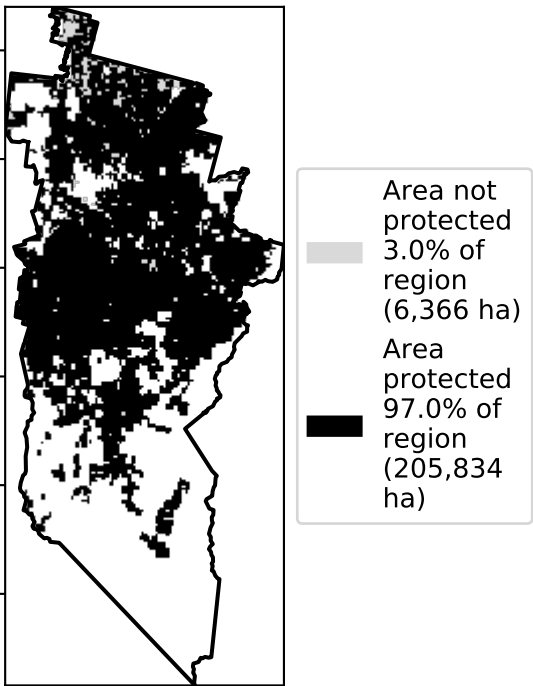 Area not
protected
3.0% of
region
(6,366 ha)
Area
protected
97.0% of
region
(205,834
ha)